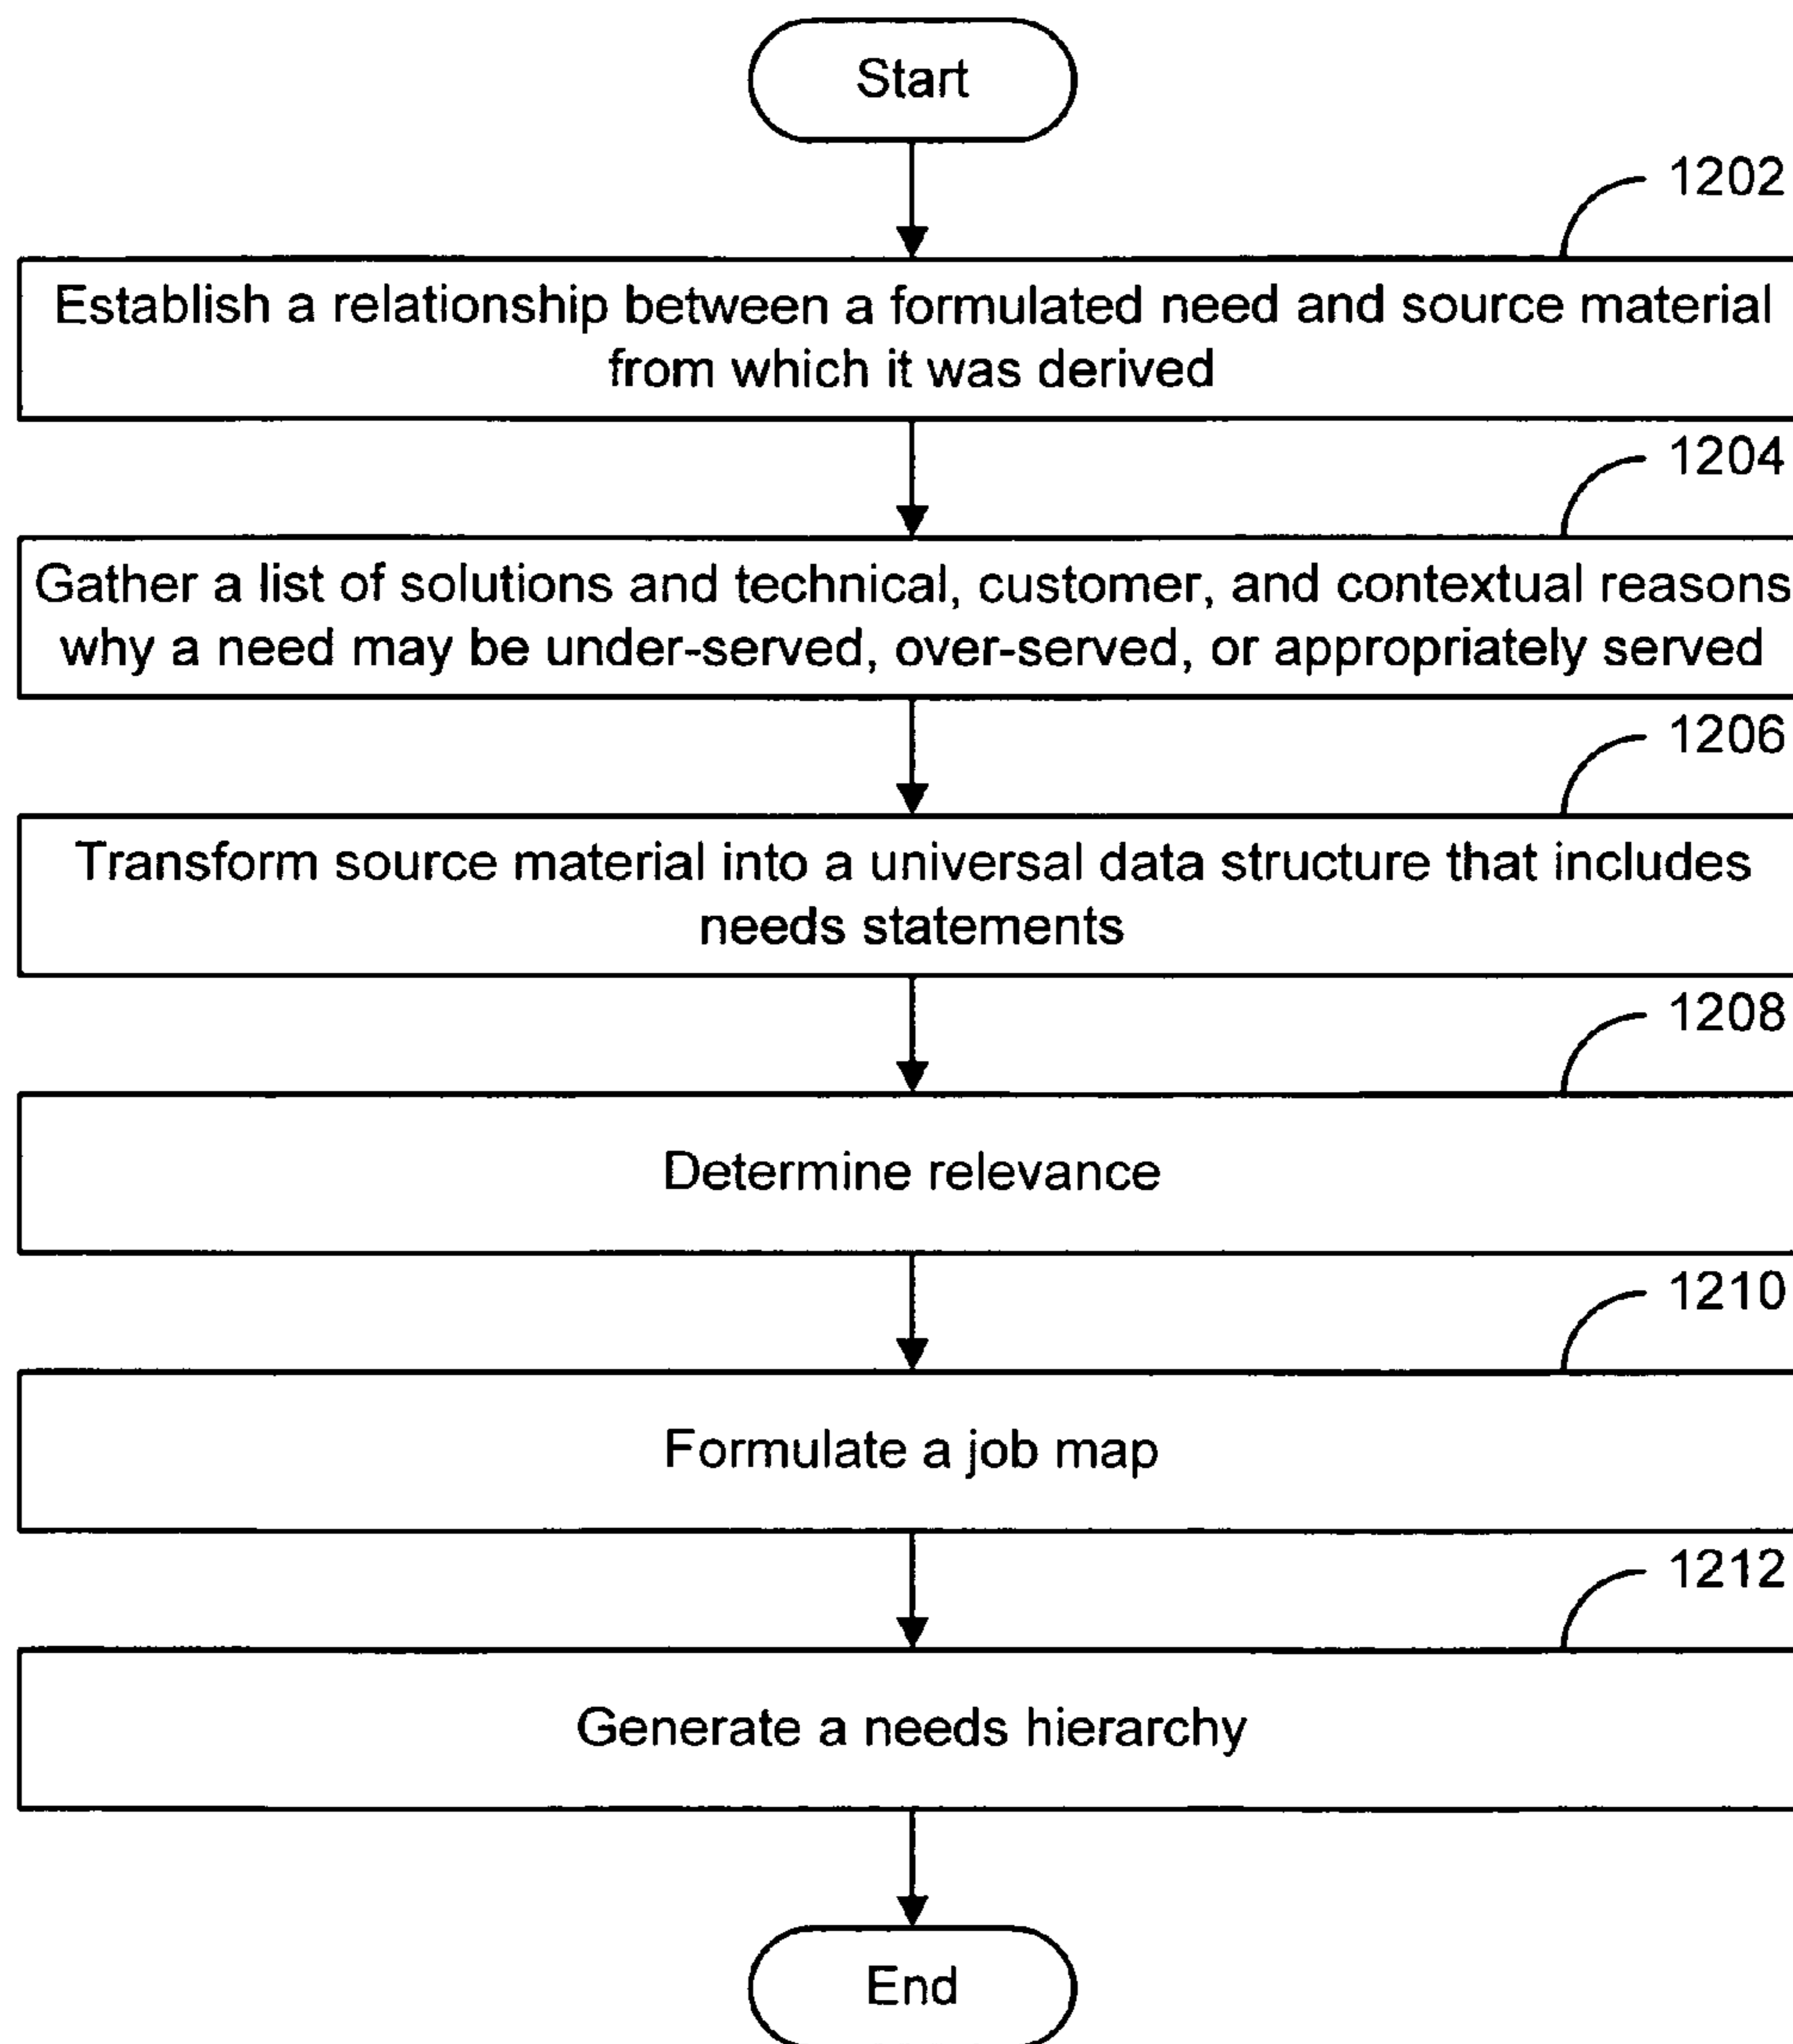 Start
1202
Establish a relationship between a formulated need and source material
from which it was derived
1204
Gather a list of solutions and technical, customer, and contextual reasons
why a need may be under-served, over-served, or appropriately served
1206
Transform source material into a universal data structure that includes
needs statements
1208
Determine relevance
1210
Formulate a job map
1212
Generate a needs hierarchy
End